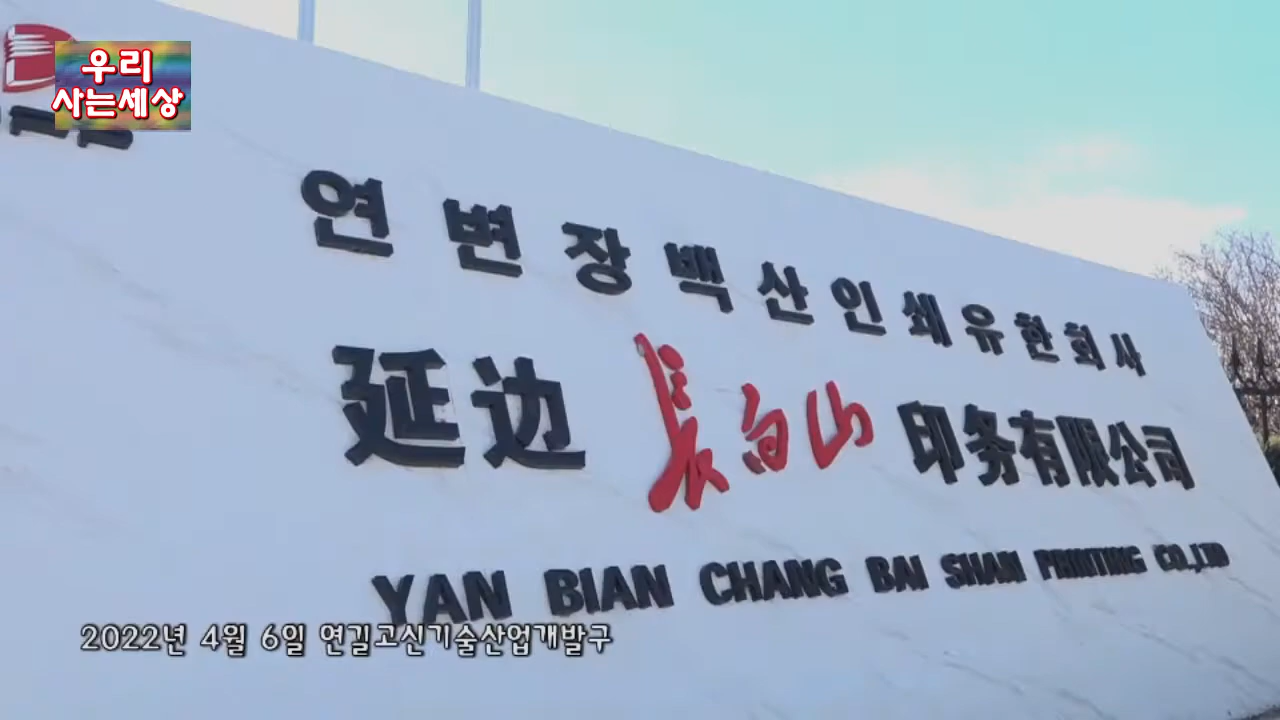 우리
사는세상
연변장백산인쇄유한회사
延边長白山印务有限公司
YAN BIAN CHANG BAI SHAN PRINTING CO.,LTD
2022년 4월 6일 연길고신기술산업개발구